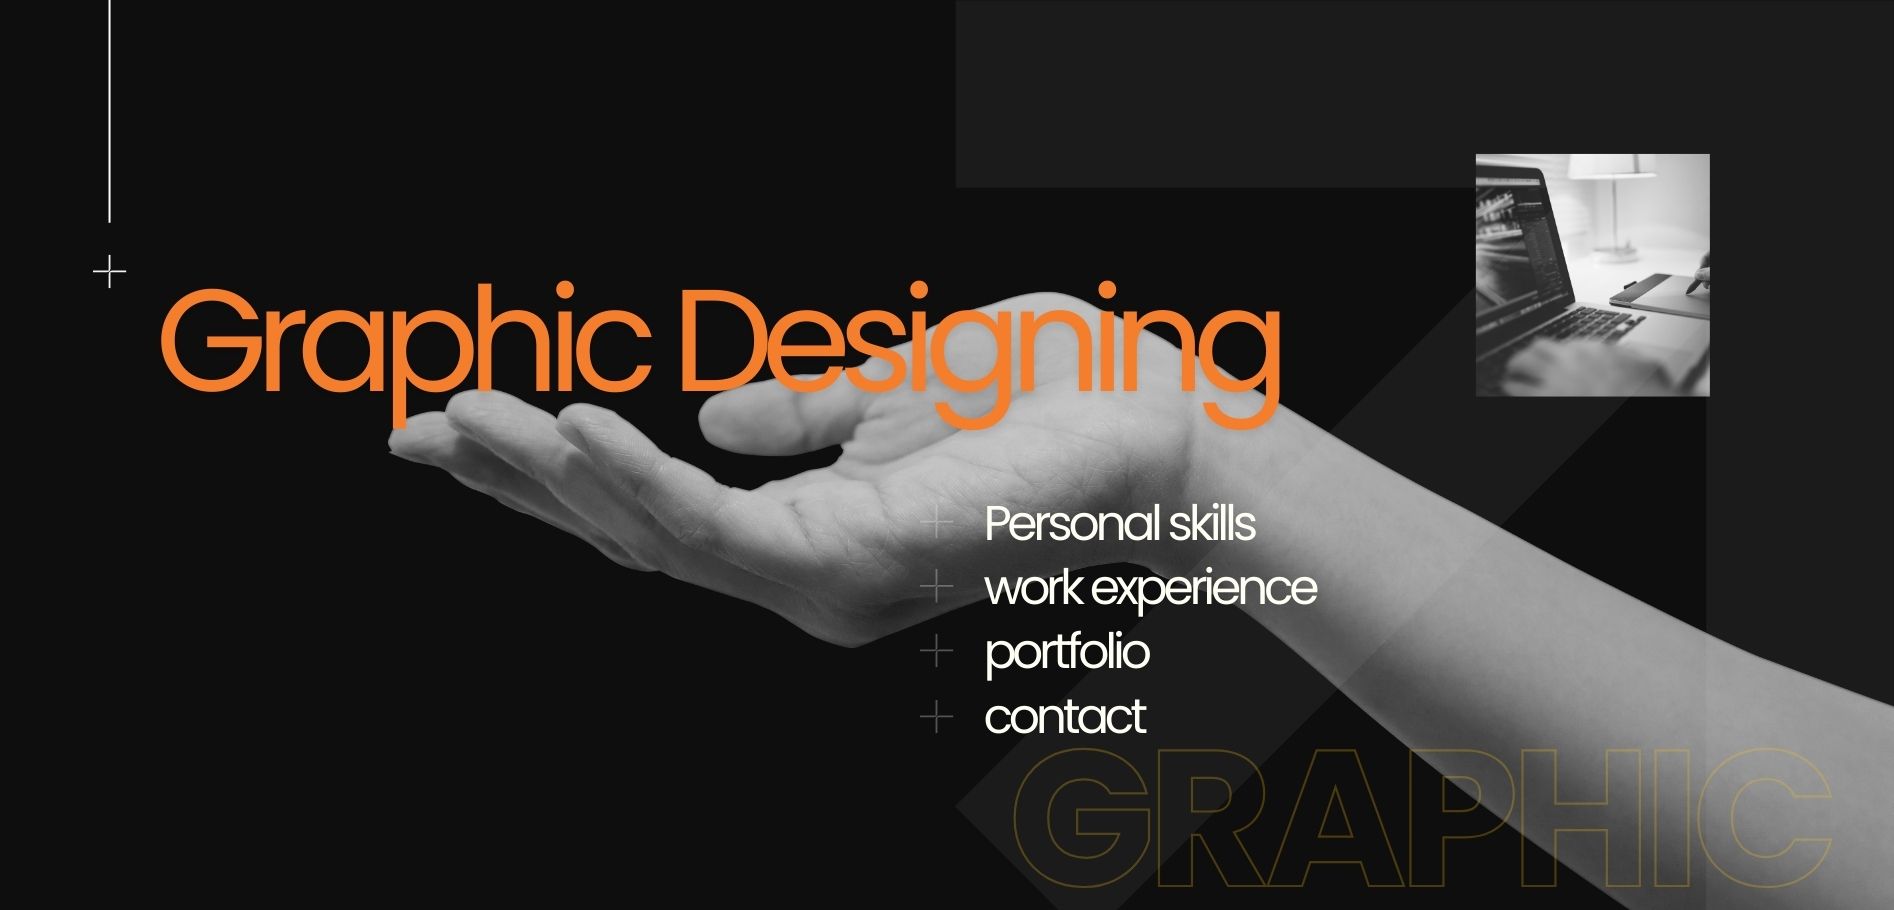 Graphic Designing
Personal skills
work experience
portfolio
contact
GRAPHIC